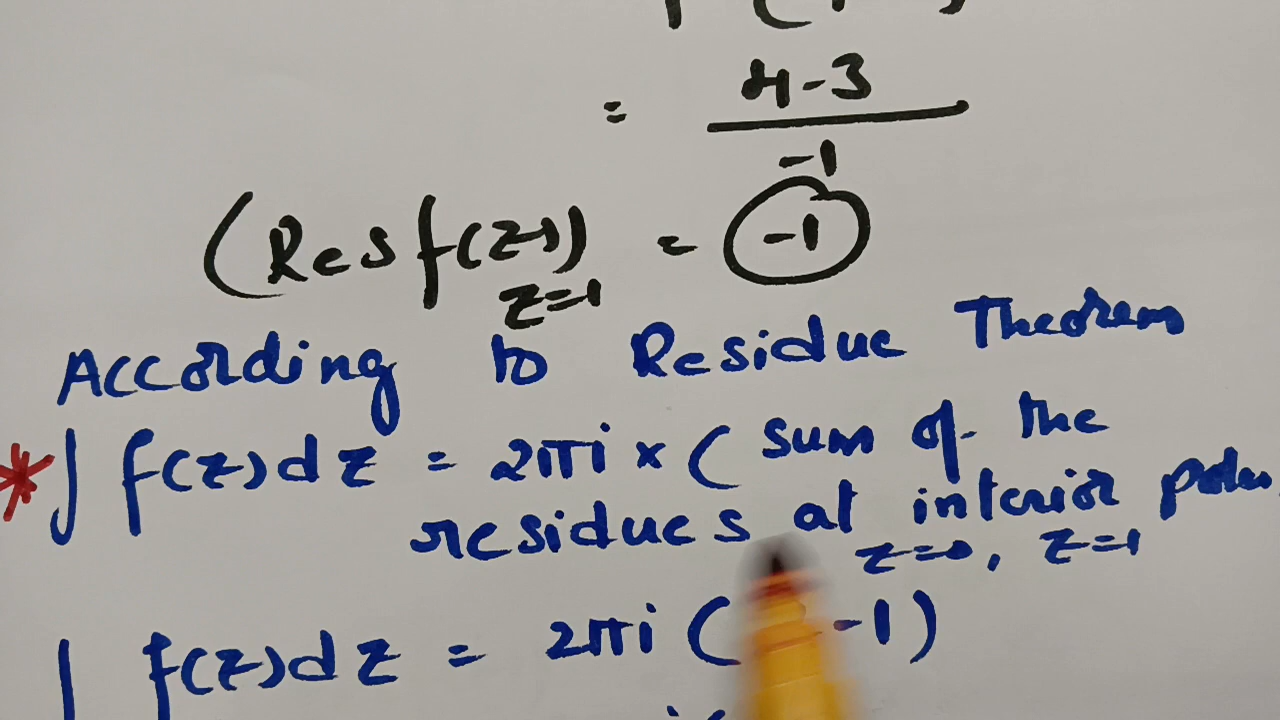 = 4-3
-1
(Res f(z))z=1 = -1
According to Residue Theorem
* ∫ f(z)dz = 2πi × ( sum of the
residues at interior poles,
z=0, z=1
∫ f(z)dz = 2πi ( -1)